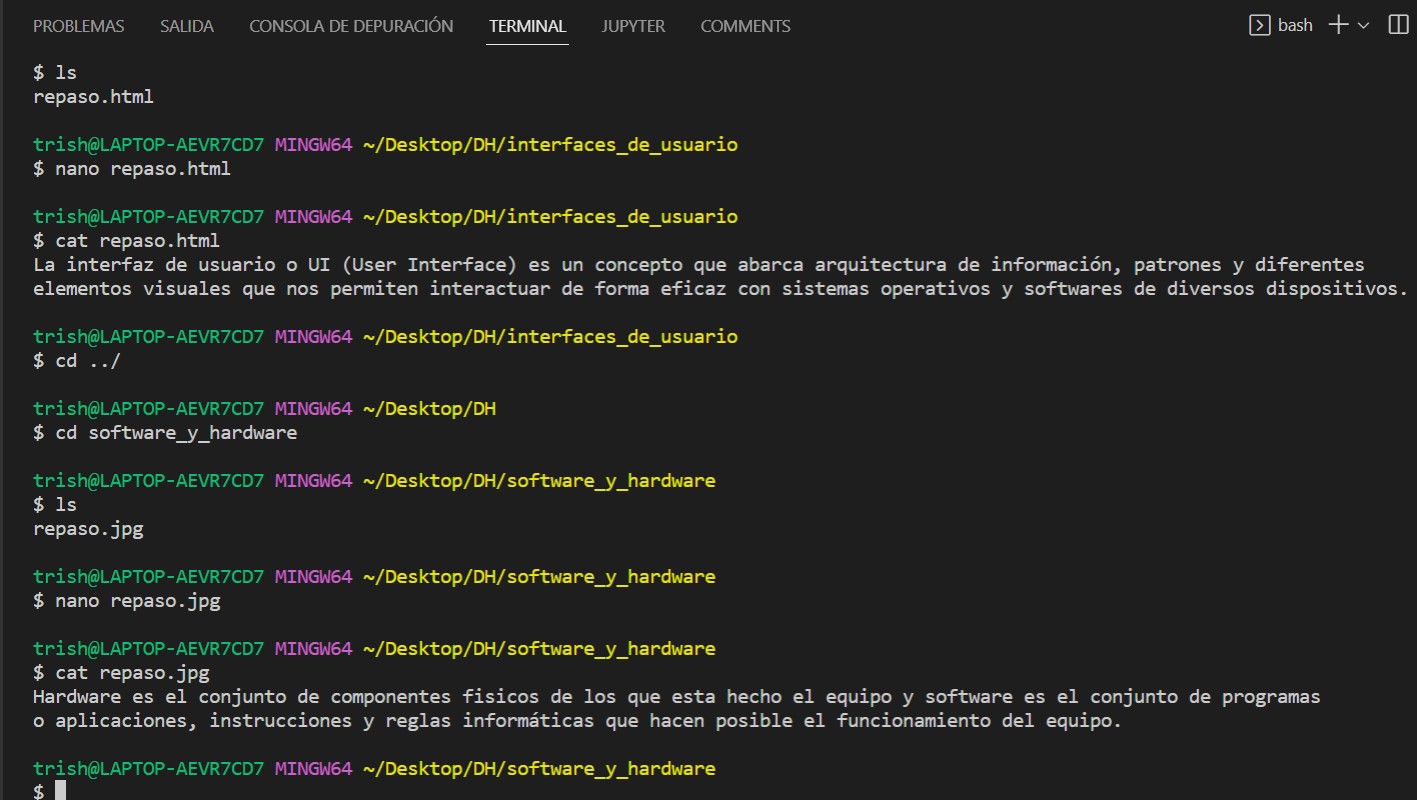 PROBLEMAS SALIDA CONSOLA DE DEPURACIÓN TERMINAL JUPYTER COMMENTS bash
$ ls
repaso.html
trish@LAPTOP-AEVR7CD7 MINGW64 ~/Desktop/DH/interfaces_de_usuario
$ nano repaso.html
trish@LAPTOP-AEVR7CD7 MINGW64 ~/Desktop/DH/interfaces_de_usuario
$ cat repaso.html
La interfaz de usuario o UI (User Interface) es un concepto que abarca arquitectura de información, patrones y diferentes
elementos visuales que nos permiten interactuar de forma eficaz con sistemas operativos y softwares de diversos dispositivos.
trish@LAPTOP-AEVR7CD7 MINGW64 ~/Desktop/DH/interfaces_de_usuario
$ cd ../
trish@LAPTOP-AEVR7CD7 MINGW64 ~/Desktop/DH
$ cd software_y_hardware
trish@LAPTOP-AEVR7CD7 MINGW64 ~/Desktop/DH/software_y_hardware
$ ls
repaso.jpg
trish@LAPTOP-AEVR7CD7 MINGW64 ~/Desktop/DH/software_y_hardware
$ nano repaso.jpg
trish@LAPTOP-AEVR7CD7 MINGW64 ~/Desktop/DH/software_y_hardware
$ cat repaso.jpg
Hardware es el conjunto de componentes fisicos de los que esta hecho el equipo y software es el conjunto de programas
o aplicaciones, instrucciones y reglas informáticas que hacen posible el funcionamiento del equipo.
trish@LAPTOP-AEVR7CD7 MINGW64 ~/Desktop/DH/software_y_hardware
$